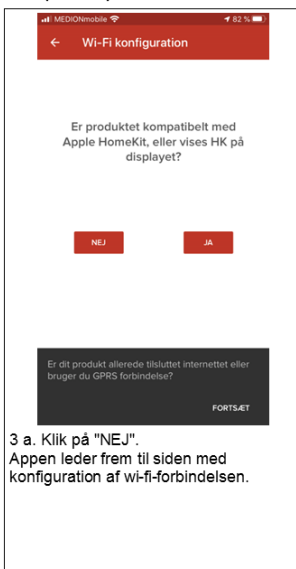 MEDIONmobile 82 %
← Wi-Fi konfiguration
Er produktet kompatibelt med
Apple HomeKit, eller vises HK på
displayet?
NEJ JA
Er dit produkt allerede tilsluttet internettet eller
bruger du GPRS forbindelse?
FORTSÆT
3 a. Klik på "NEJ".
Appen leder frem til siden med
konfiguration af wi-fi-forbindelsen.